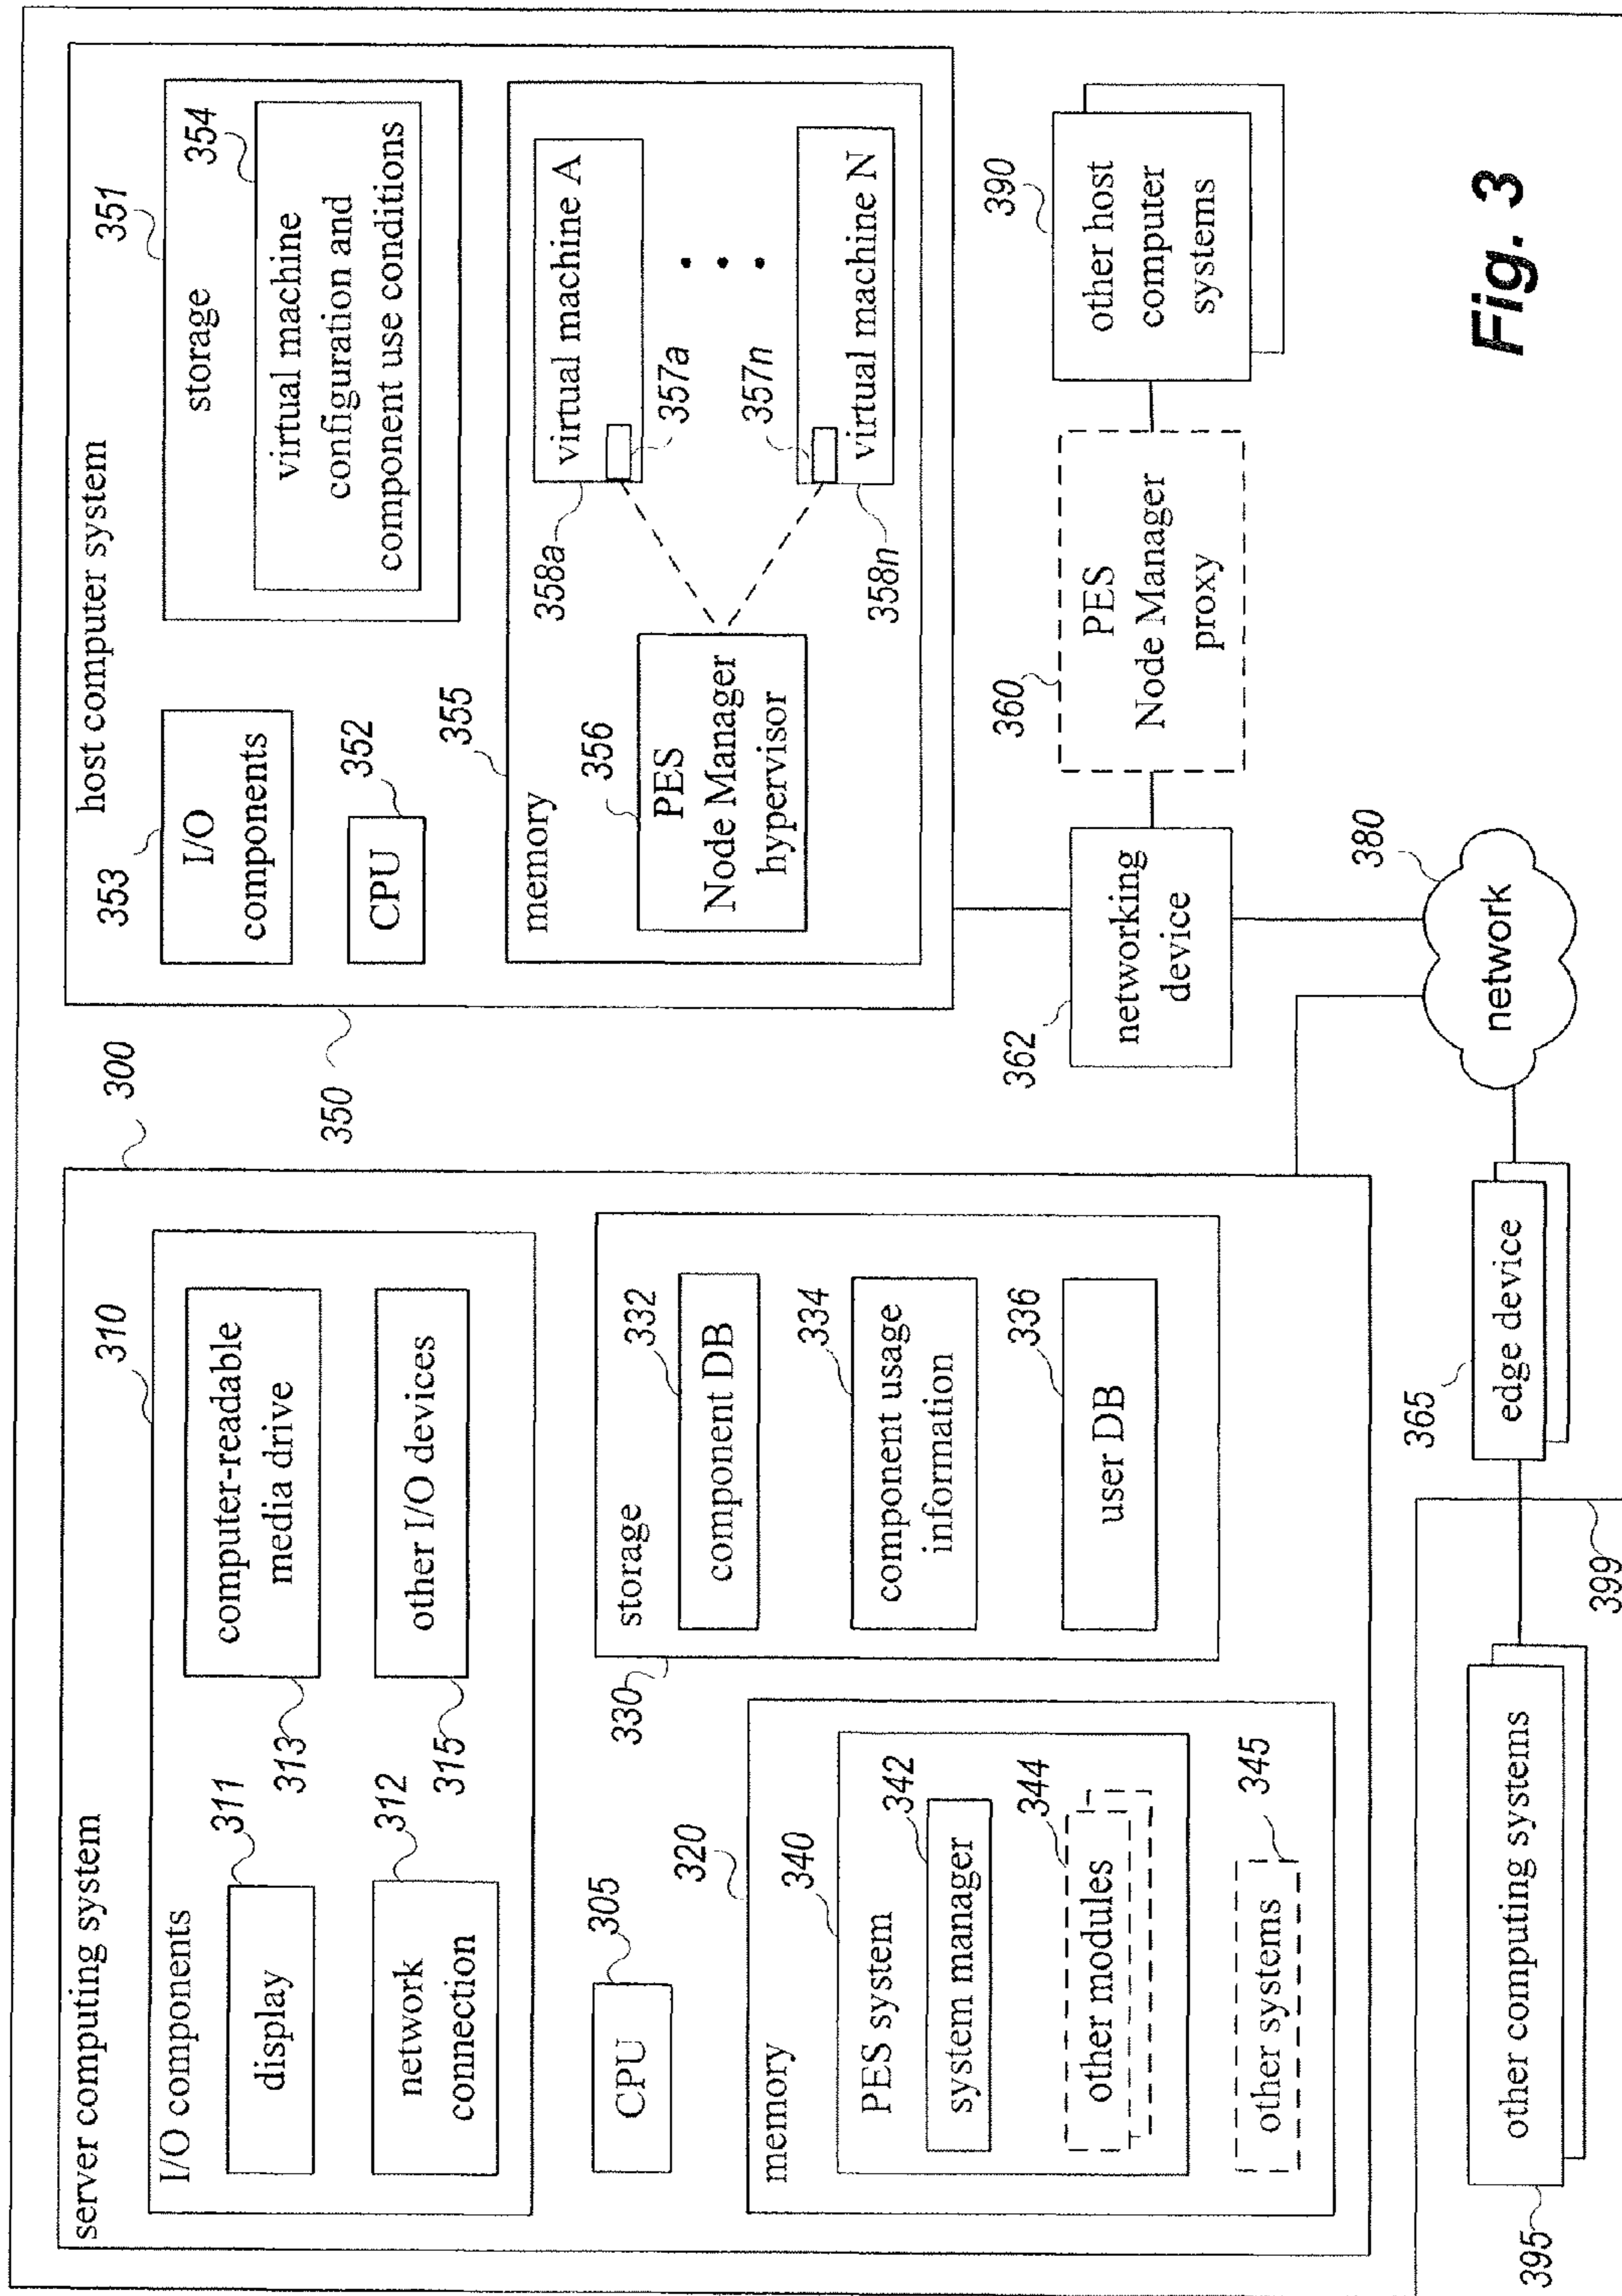 server computing system
300
I/O components
310
display
311
computer-readable
media drive
313
network
connection
312
other I/O devices
315
CPU
305
memory
320
PES system
340
system manager
342
other modules
344
other systems
345
storage
330
component DB
332
component usage
information
334
user DB
336
host computer system
350
I/O
components
353
CPU
352
storage
351
virtual machine
configuration and
component use conditions
354
memory
355
PES
Node Manager
hypervisor
356
virtual machine A
358a
357a
virtual machine N
358n
357n
networking
device
362
PES
Node Manager
proxy
360
other host
computer
systems
390
network
380
edge device
365
other computing systems
395
399
Fig. 3